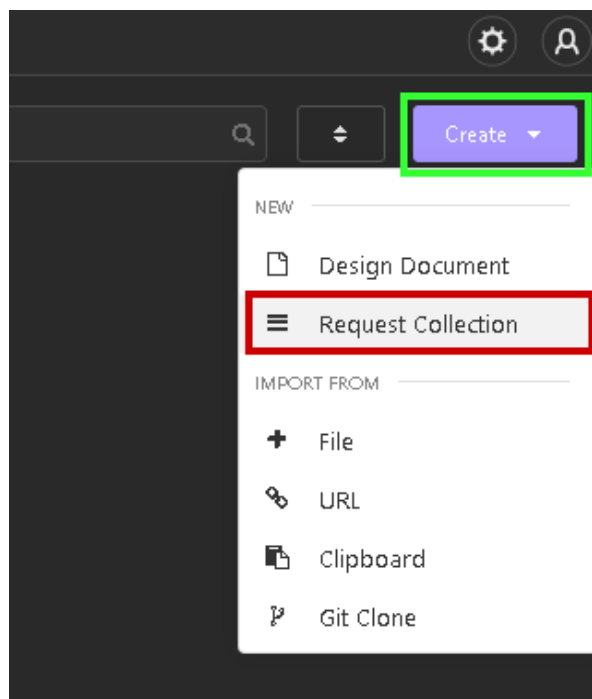 Create
NEW
Design Document
Request Collection
IMPORT FROM
File
URL
Clipboard
Git Clone